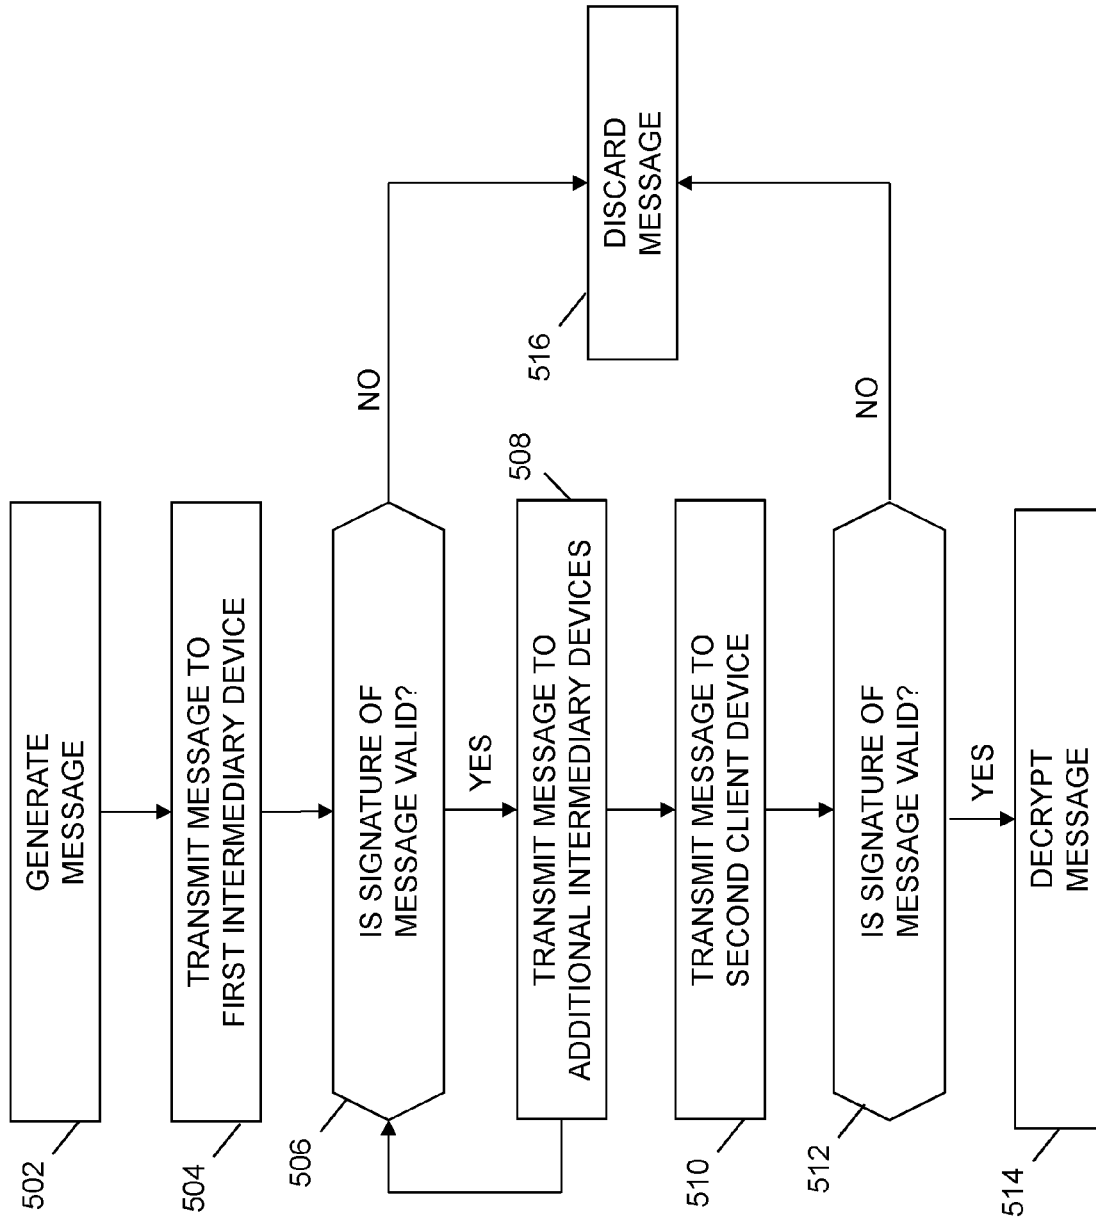 502
GENERATE
MESSAGE
504
TRANSMIT MESSAGE TO
FIRST INTERMEDIARY DEVICE
506
IS SIGNATURE OF
MESSAGE VALID?
NO
YES
508
TRANSMIT MESSAGE TO
ADDITIONAL INTERMEDIARY DEVICES
516
DISCARD
MESSAGE
510
TRANSMIT MESSAGE TO
SECOND CLIENT DEVICE
512
IS SIGNATURE OF
MESSAGE VALID?
NO
YES
514
DECRYPT
MESSAGE